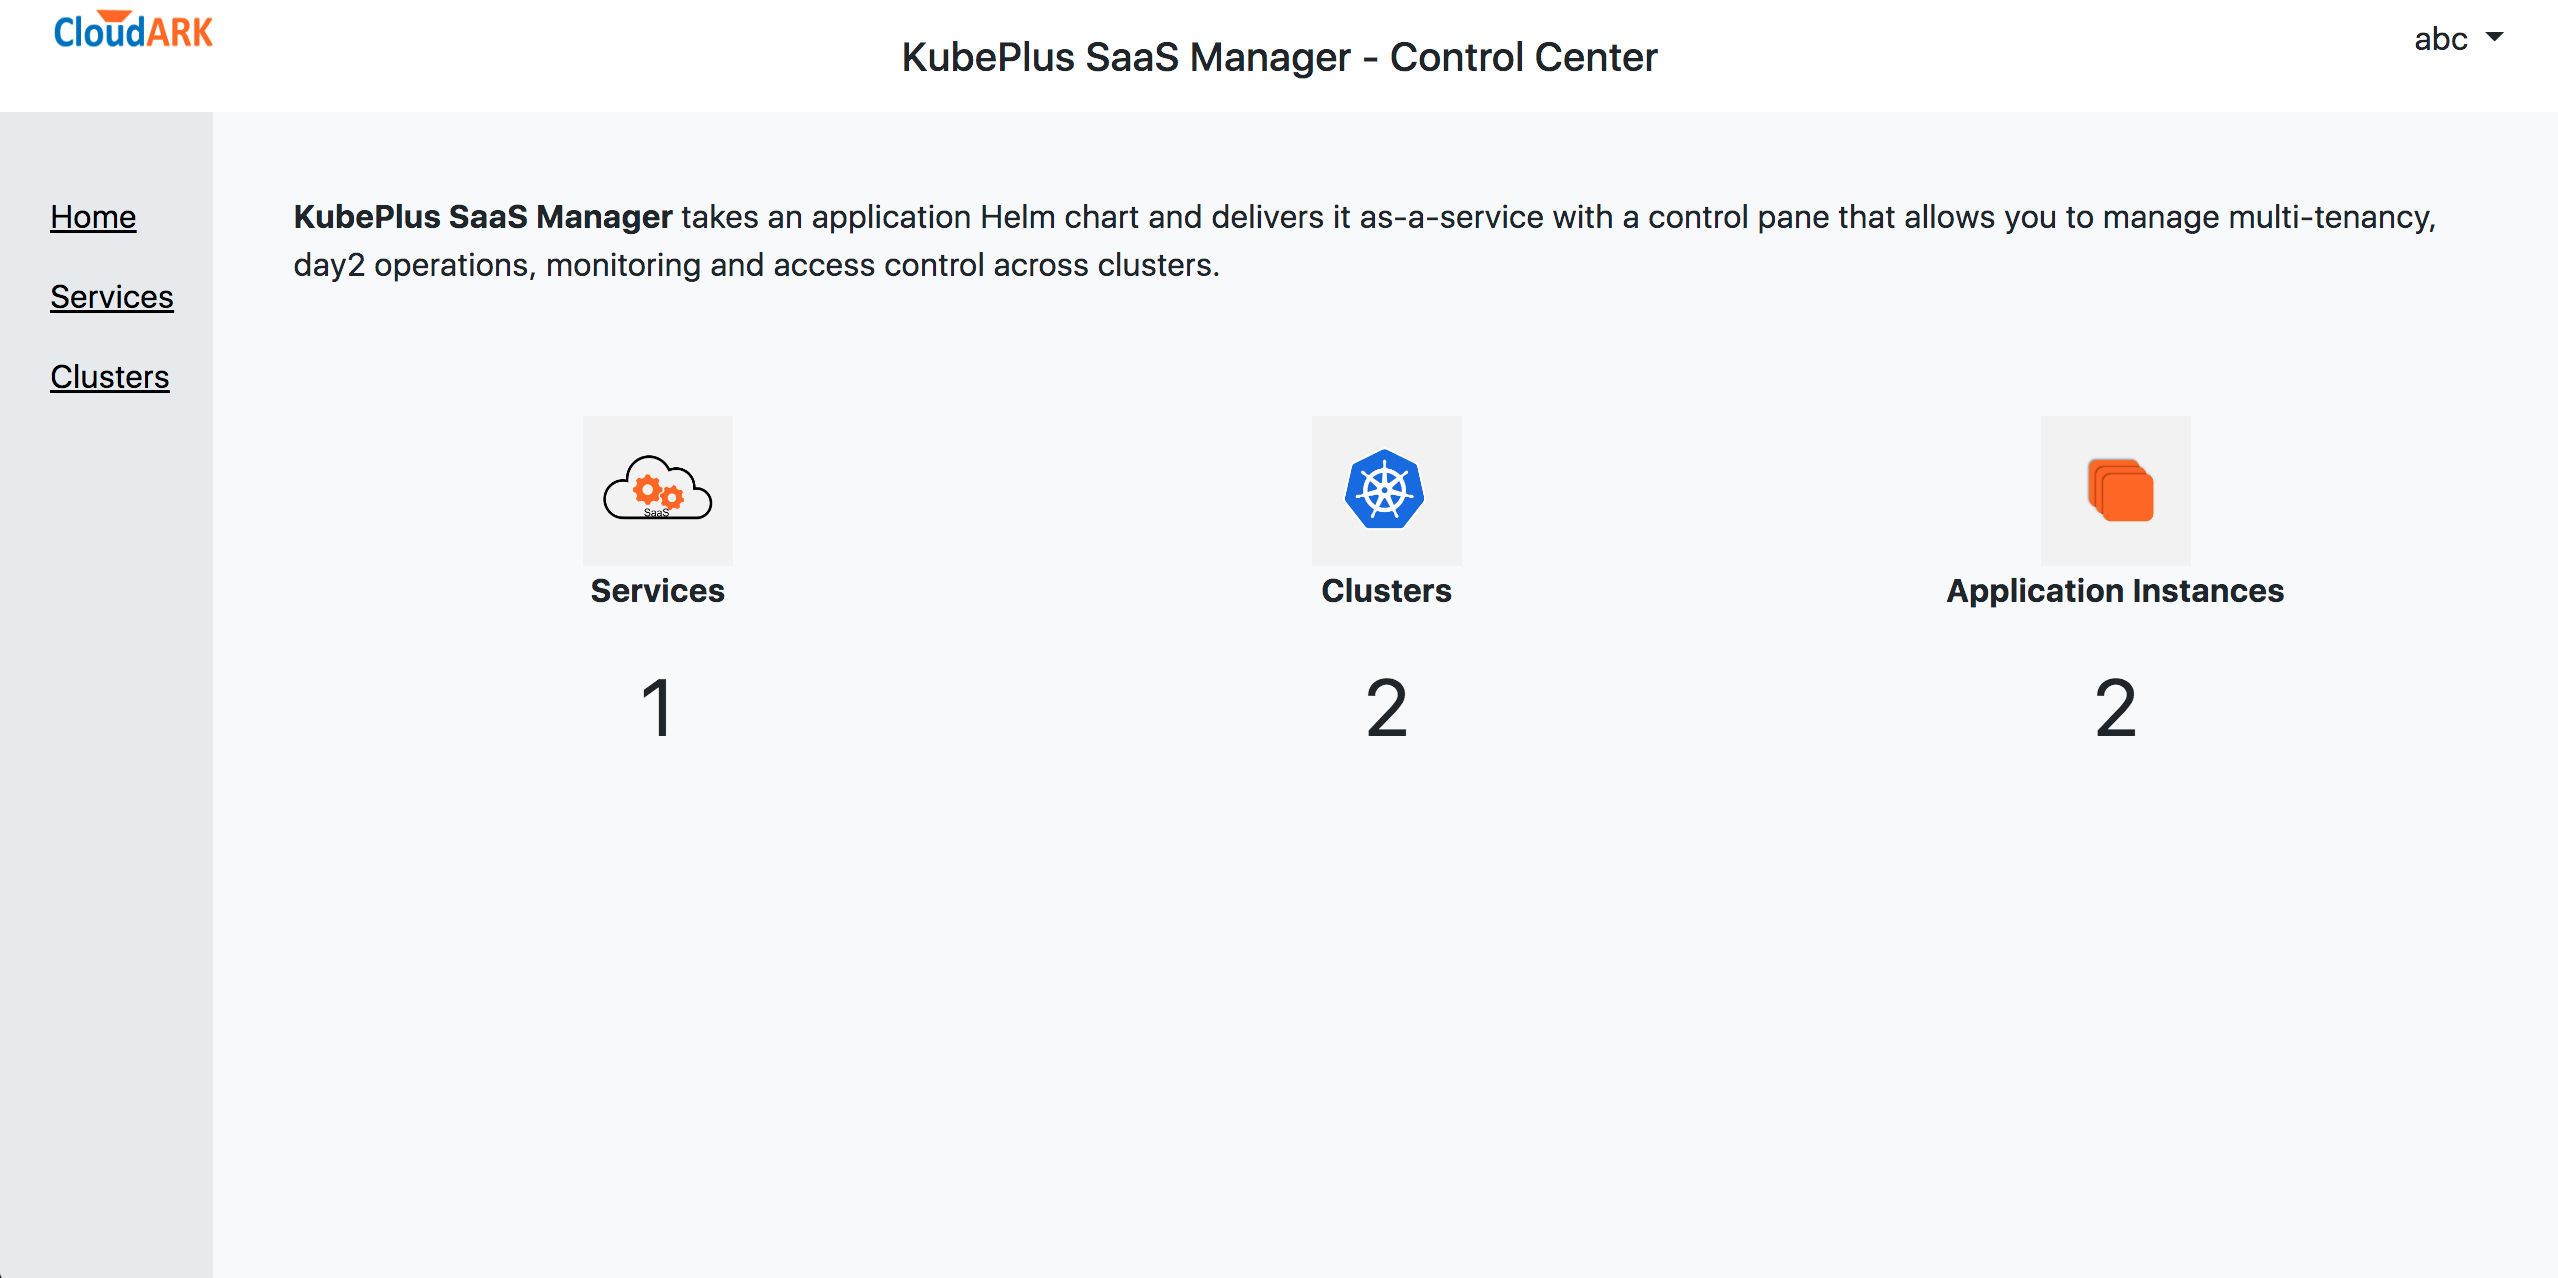 CloudARK
KubePlus SaaS Manager - Control Center
abc
Home
Services
Clusters
KubePlus SaaS Manager takes an application Helm chart and delivers it as-a-service with a control pane that allows you to manage multi-tenancy,
day2 operations, monitoring and access control across clusters.
SaaS
Services
1
Clusters
2
Application Instances
2